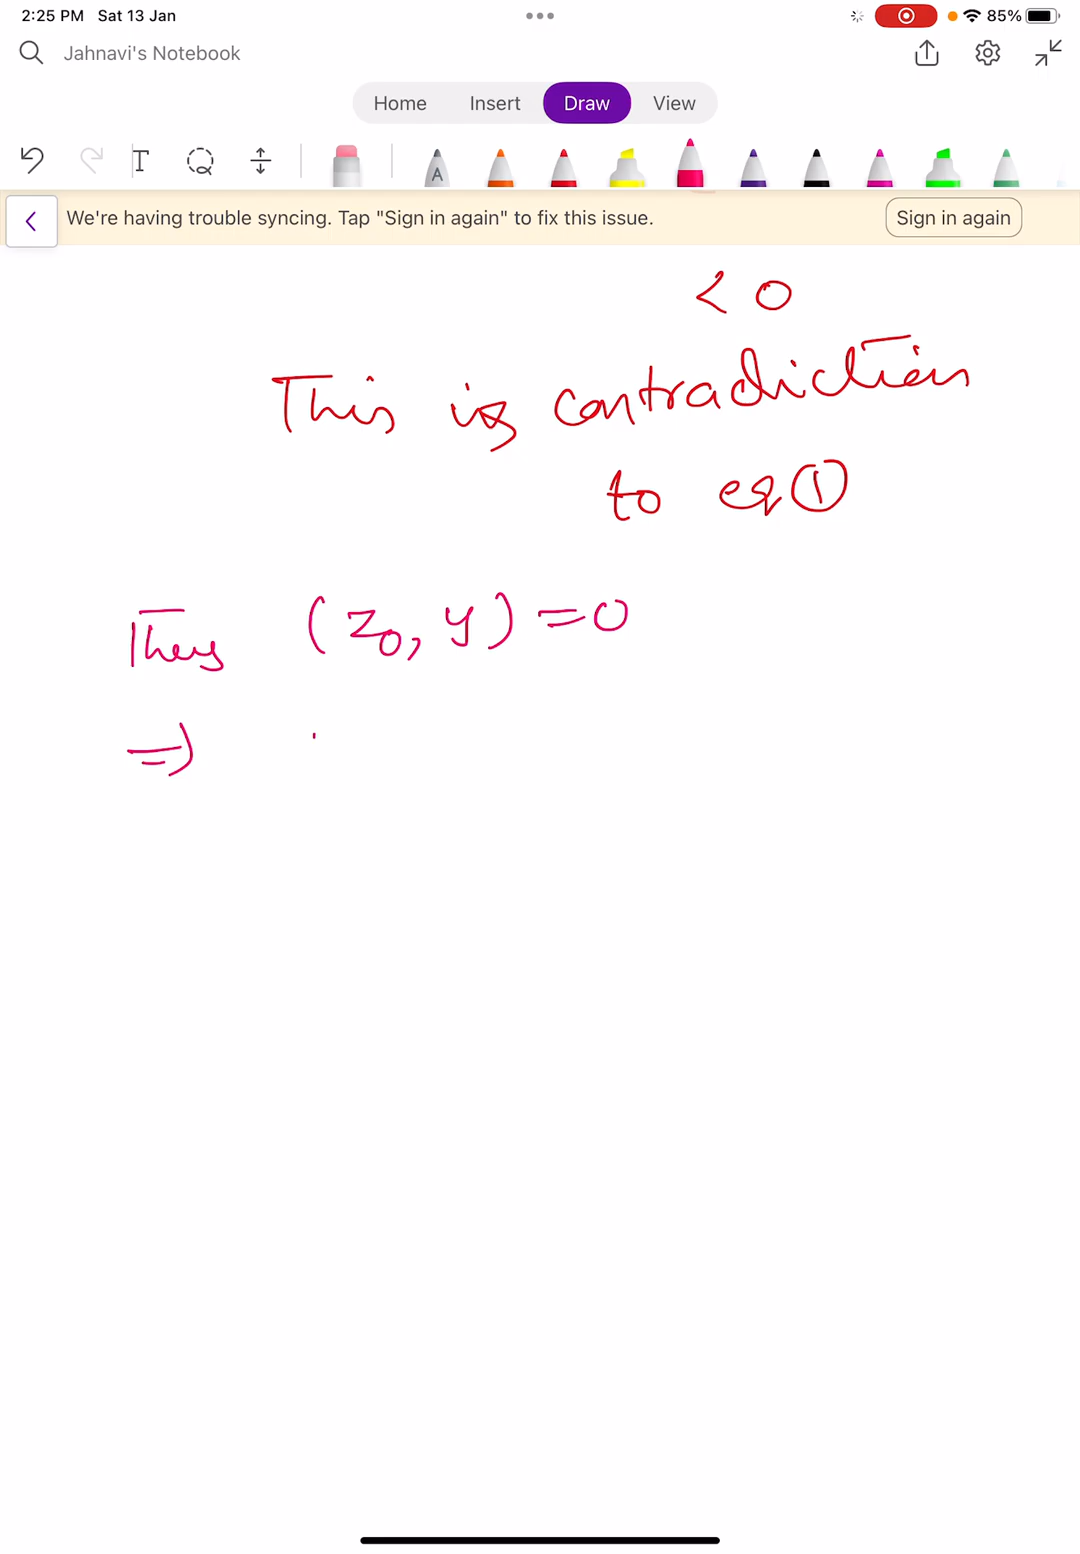 2:25 PM Sat 13 Jan 85%
Jahnavi's Notebook
Home Insert Draw View
T
A
We're having trouble syncing. Tap "Sign in again" to fix this issue. Sign in again
< 0
This is contradiction
to eq ①
Thus (z₀, y) = 0
⇒